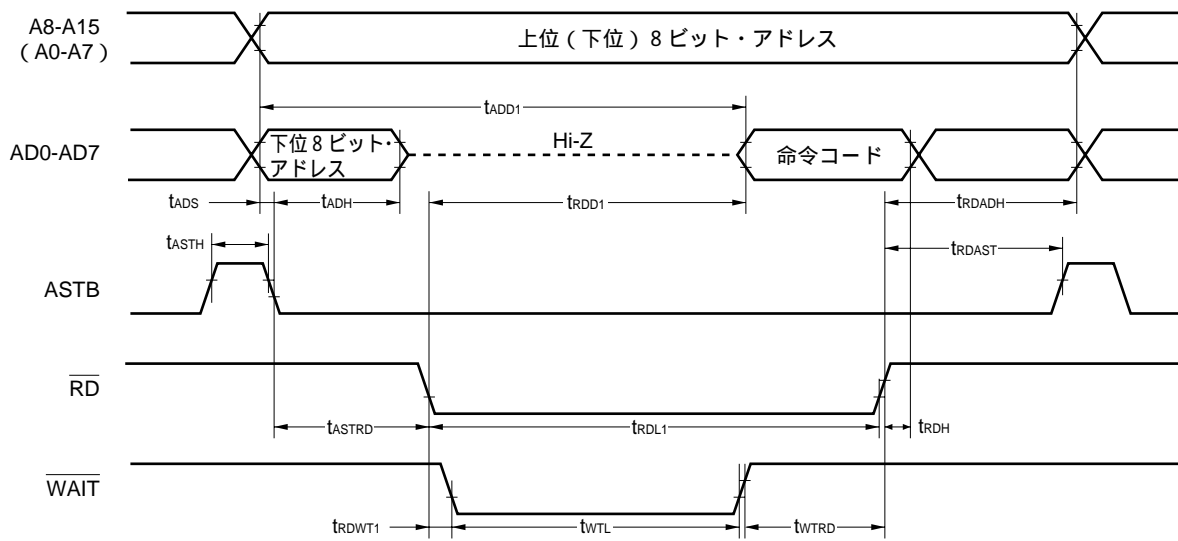 A8-A15
（A0-A7）
上位（下位）8ビット・アドレス
tADD1
AD0-AD7
下位8ビット・
アドレス
Hi-Z
命令コード
tADS
tADH
tRDD1
tRDADH
tASTH
tRDAST
ASTB
RD
tASTRD
tRDL1
tRDH
WAIT
tRDWT1
tWTL
tWTRD